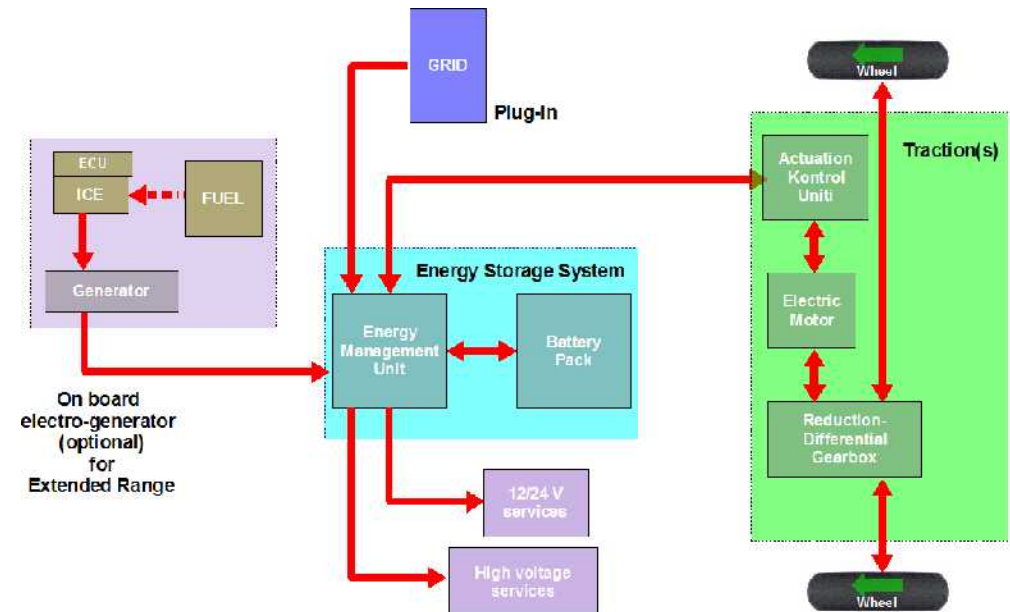 GRID
Plug-In
Wheel
Traction(s)
Actuation
Kontrol
Uniti
ECU
ICE
FUEL
Generator
Energy Storage System
Energy
Management
Unit
Battery
Pack
Electric
Motor
On board
electro-generator
(optional)
for
Extended Range
Reduction-
Differential
Gearbox
12/24 V
services
High voltage
services
Wheel